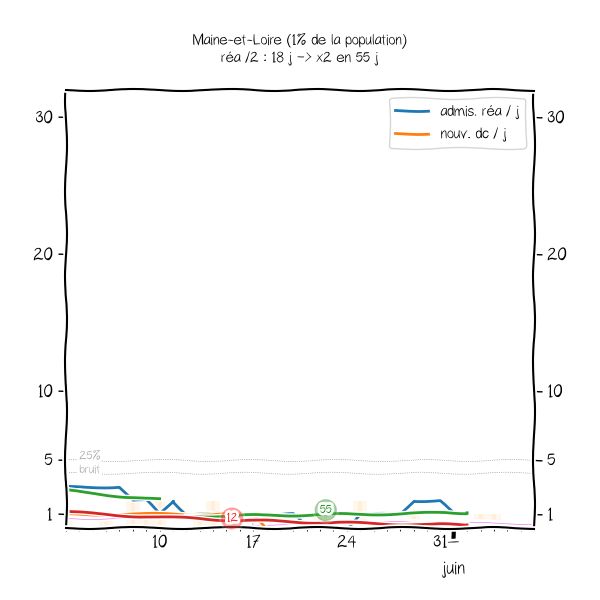 Maine-et-Loire (1% de la population)
réa /2 : 18 j -> x2 en 55 j
admis. réa / j
nouv. dc / j
30
30
20
20
10
10
5
25%
5
bruit
1
12
55
1
10
17
24
31
juin